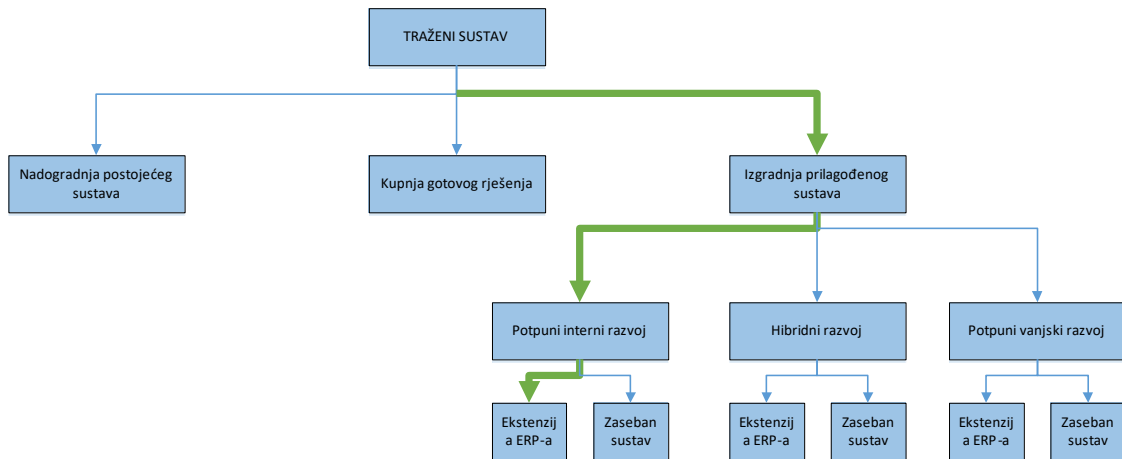 TRAŽENI SUSTAV
Nadogradnja postojećeg
sustava
Kupnja gotovog rješenja
Izgradnja prilagođenog
sustava
Potpuni interni razvoj
Hibridni razvoj
Potpuni vanjski razvoj
Ekstenzij
a ERP-a
Zaseban
sustav
Ekstenzij
a ERP-a
Zaseban
sustav
Ekstenzij
a ERP-a
Zaseban
sustav